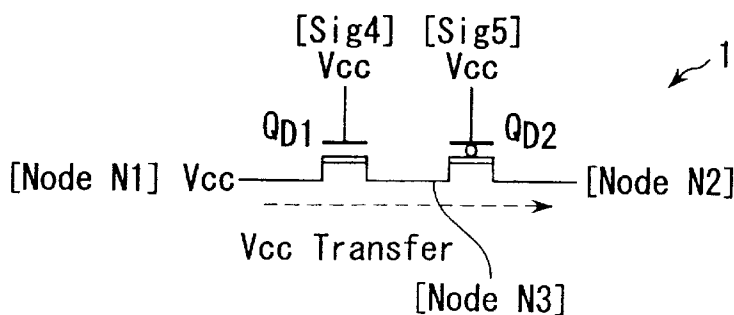 [Sig4] [Sig5]
Vcc Vcc
1
QD1 QD2
[Node N1] Vcc [Node N2]
Vcc Transfer
[Node N3]